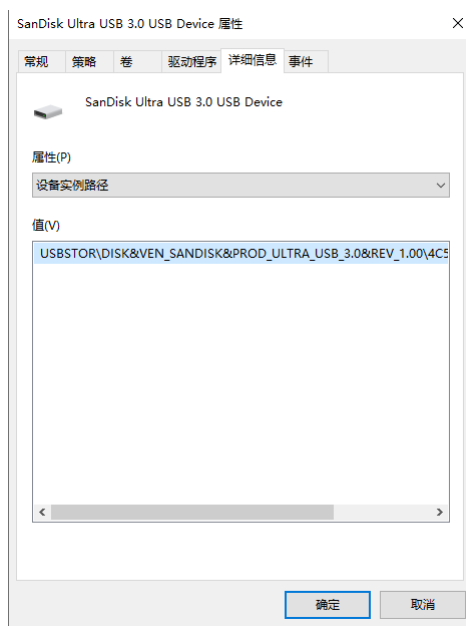 SanDisk Ultra USB 3.0 USB Device 属性
常规 策略 卷 驱动程序 详细信息 事件
SanDisk Ultra USB 3.0 USB Device
属性(P)
设备实例路径
值(V)
USBSTOR\DISK&VEN_SANDISK&PROD_ULTRA_USB_3.0&REV_1.00\4C5
确定 取消